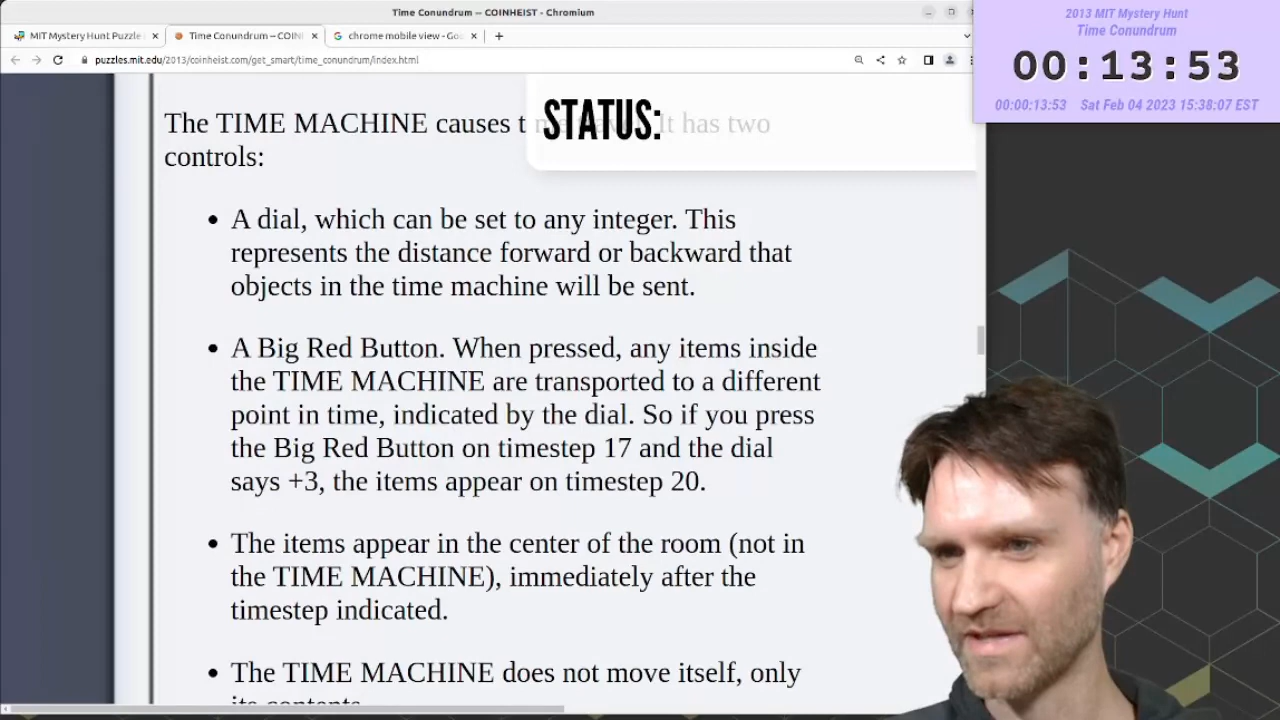 Time Conundrum — COINHEIST - Chromium
MIT Mystery Hunt Puzzle
Time Conundrum — COIN
chrome mobile view - Goo
puzzles.mit.edu/2013/coinheist.com/get_smart/time_conundrum/index.html
2013 MIT Mystery Hunt
Time Conundrum
00:13:53
00:00:13:53 Sat Feb 04 2023 15:38:07 EST
STATUS:
The TIME MACHINE causes time travel. It has two
controls:
• A dial, which can be set to any integer. This
represents the distance forward or backward that
objects in the time machine will be sent.
• A Big Red Button. When pressed, any items inside
the TIME MACHINE are transported to a different
point in time, indicated by the dial. So if you press
the Big Red Button on timestep 17 and the dial
says +3, the items appear on timestep 20.
• The items appear in the center of the room (not in
the TIME MACHINE), immediately after the
timestep indicated.
• The TIME MACHINE does not move itself, only
its contents.